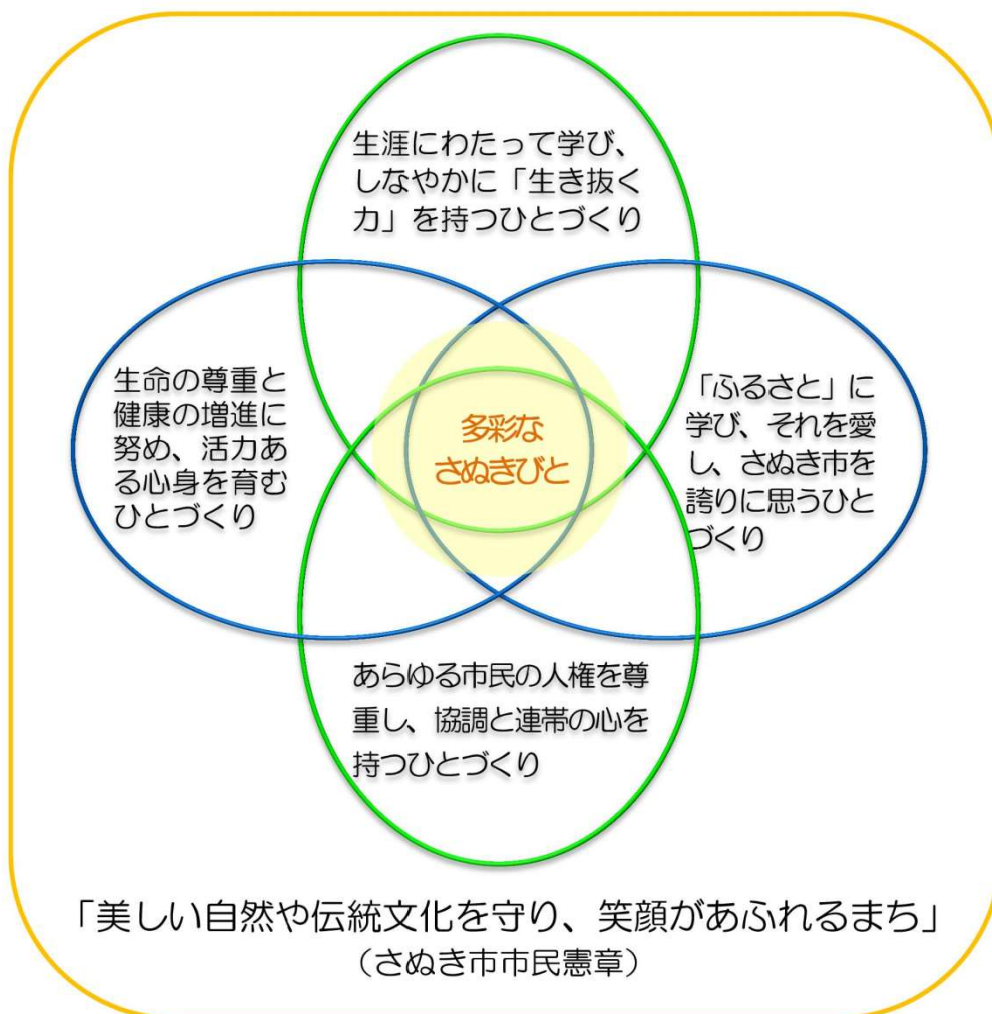 生涯にわたって学び、
しなやかに「生き抜く
力」を持つひとづくり
生命の尊重と
健康の増進に
努め、活力あ
る心身を育む
ひとづくり
多彩な
さぬきびと
「ふるさと」に
学び、それを愛
し、さぬき市を
誇りに思うひと
づくり
あらゆる市民の人権を尊
重し、協調と連帯の心を
持つひとづくり
「美しい自然や伝統文化を守り、笑顔があふれるまち」
（さぬき市市民憲章）